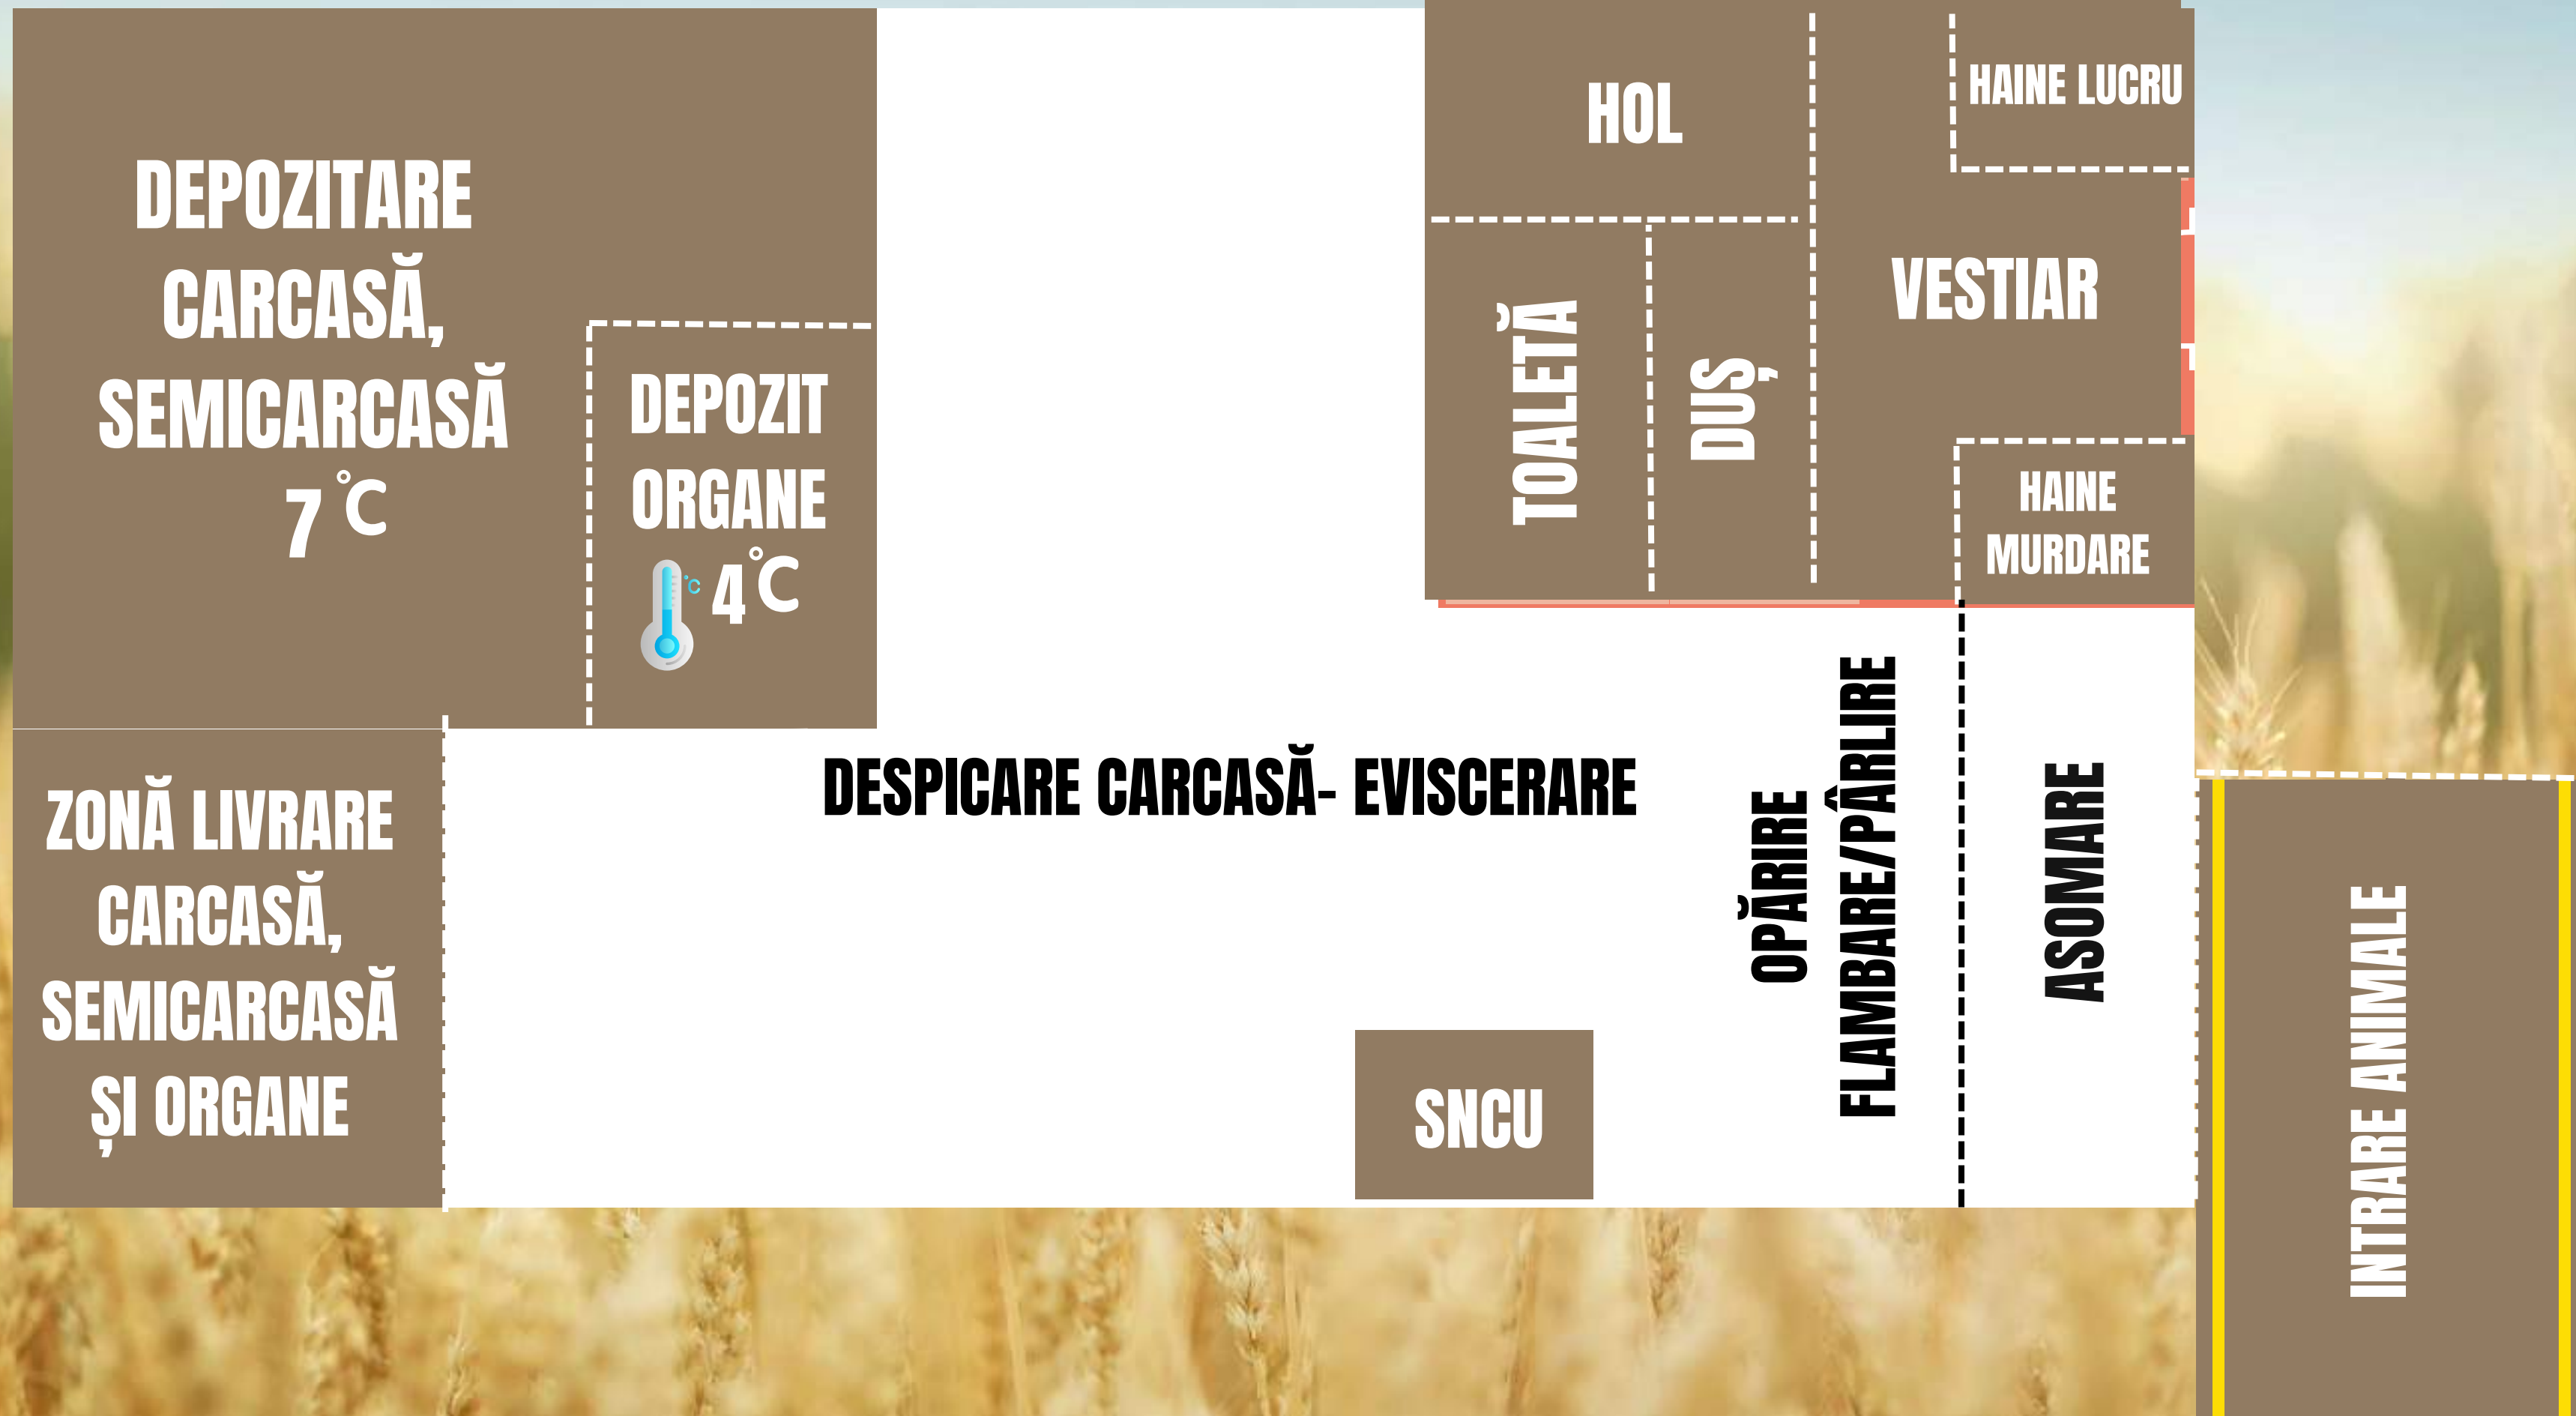 DEPOZITARE
CARCASĂ,
SEMICARCASĂ
7 °C
DEPOZIT
ORGANE
°C 4°C
ZONĂ LIVRARE
CARCASĂ,
SEMICARCASĂ
ȘI ORGANE
DESPICARE CARCASĂ- EVISCERARE
SNCU
HOL
TOALETĂ
DUȘ
VESTIAR
HAINE LUCRU
HAINE
MURDARE
OPĂRIRE
FLAMBARE/PÂRLIRE
ASOMARE
INTRARE ANIMALE